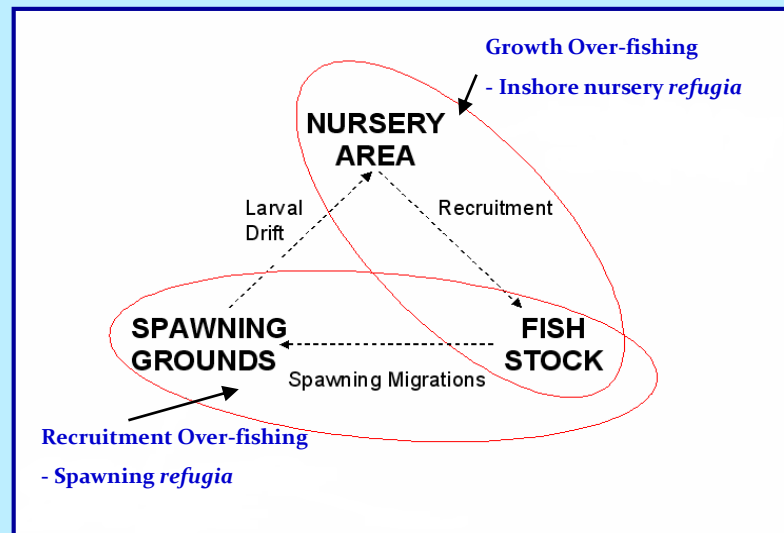 Growth Over-fishing
- Inshore nursery refugia
NURSERY
AREA
Larval
Drift
Recruitment
SPAWNING
GROUNDS
FISH
STOCK
Spawning Migrations
Recruitment Over-fishing
- Spawning refugia